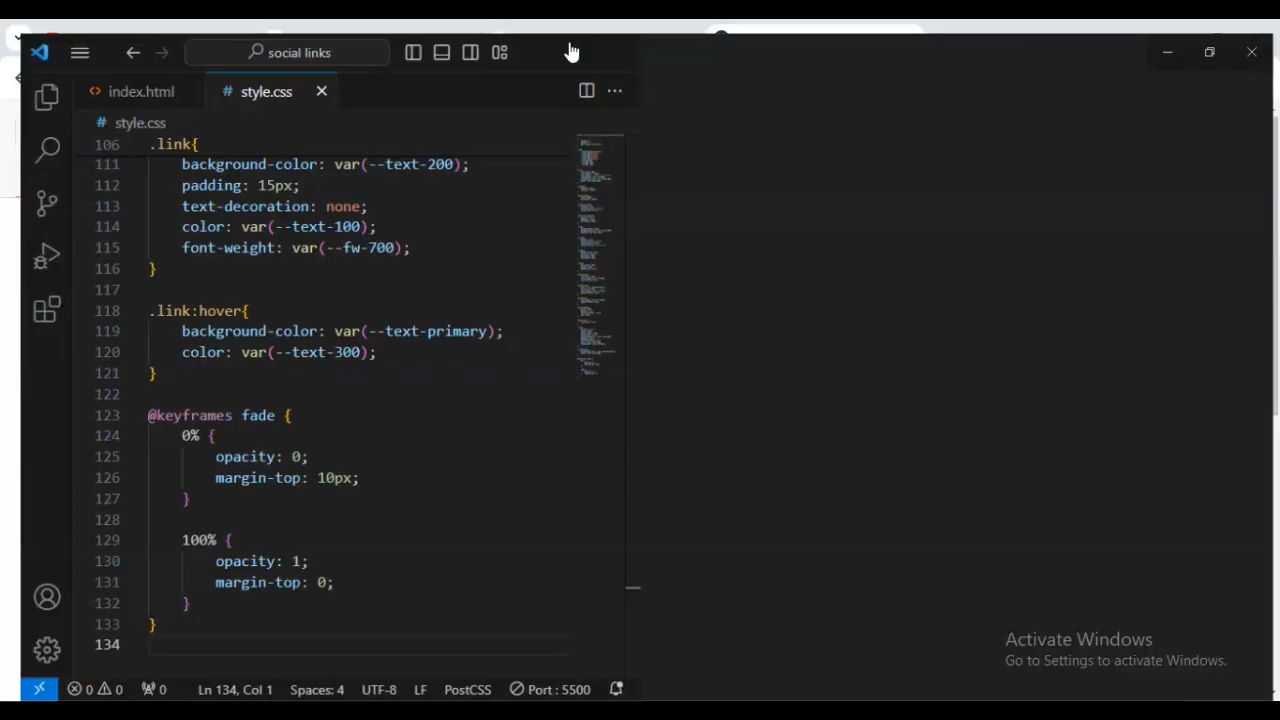 social links
index.html
# style.css
# style.css
106 .link{
111 background-color: var(--text-200);
112 padding: 15px;
113 text-decoration: none;
114 color: var(--text-100);
115 font-weight: var(--fw-700);
116 }
117
118 .link:hover{
119 background-color: var(--text-primary);
120 color: var(--text-300);
121 }
122
123 @keyframes fade {
124 0% {
125 opacity: 0;
126 margin-top: 10px;
127 }
128
129 100% {
130 opacity: 1;
131 margin-top: 0;
132 }
133 }
134
Activate Windows
Go to Settings to activate Windows.
0 0 0 Ln 134, Col 1 Spaces: 4 UTF-8 LF PostCSS Port : 5500